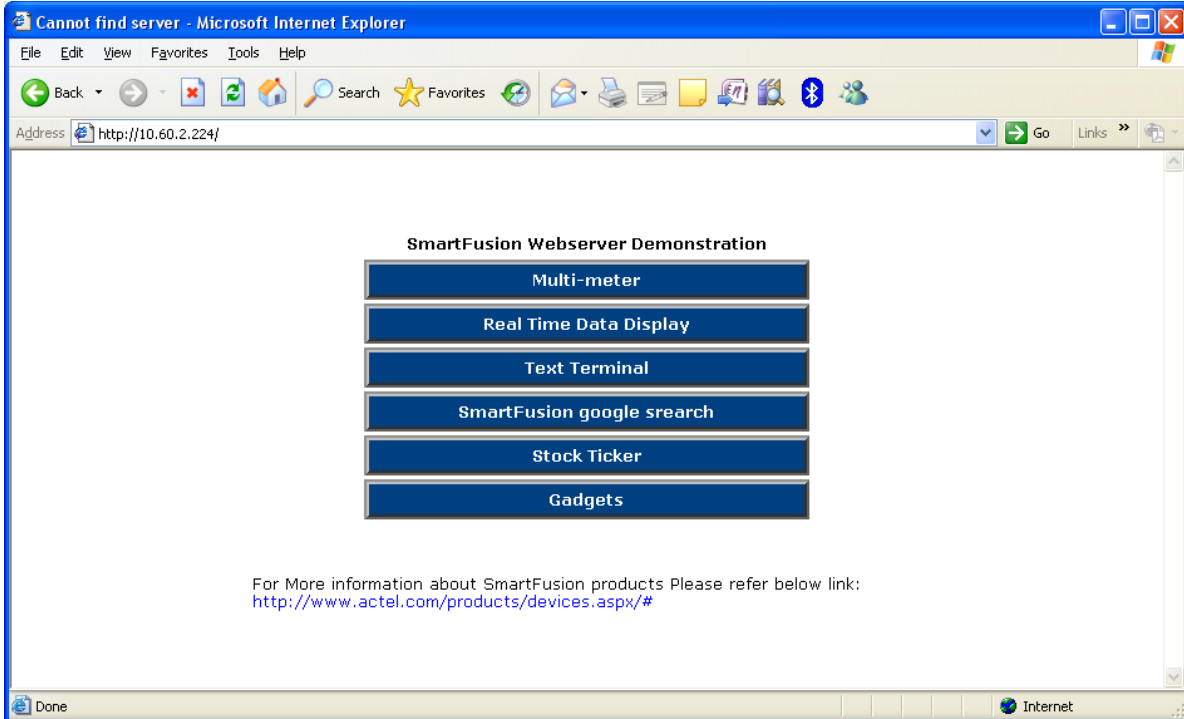 Cannot find server - Microsoft Internet Explorer
File Edit View Favorites Tools Help
Back Search Favorites
Address http://10.60.2.224/ Go Links »
SmartFusion Webserver Demonstration
Multi-meter
Real Time Data Display
Text Terminal
SmartFusion google srearch
Stock Ticker
Gadgets
For More information about SmartFusion products Please refer below link:
http://www.actel.com/products/devices.aspx/#
Done Internet